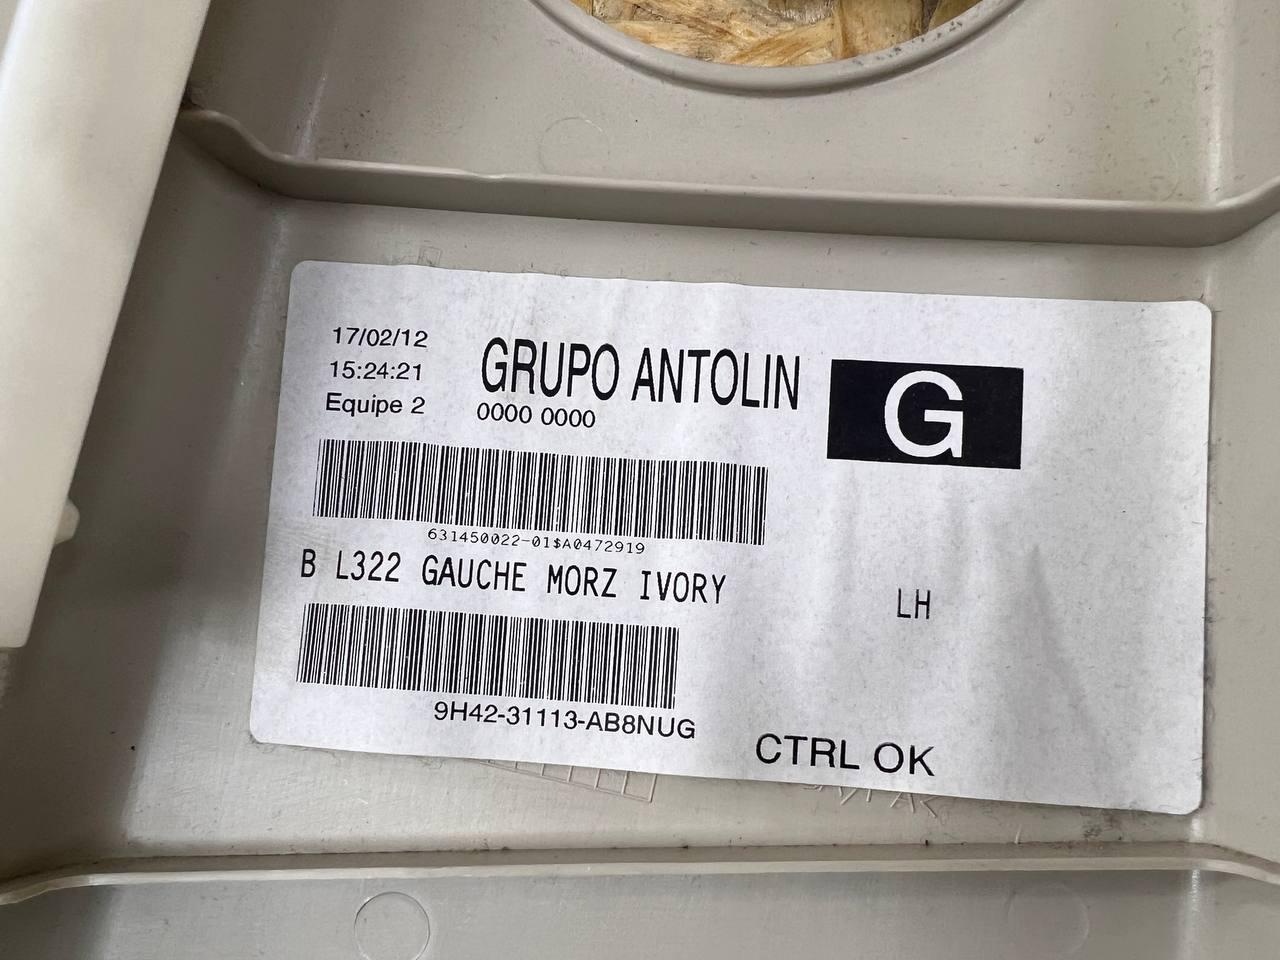 17/02/12
15:24:21
Equipe 2
GRUPO ANTOLIN
0000 0000
G
631450022-01$A0472919
B L322 GAUCHE MORZ IVORY
LH
9H42-31113-AB8NUG
CTRL OK